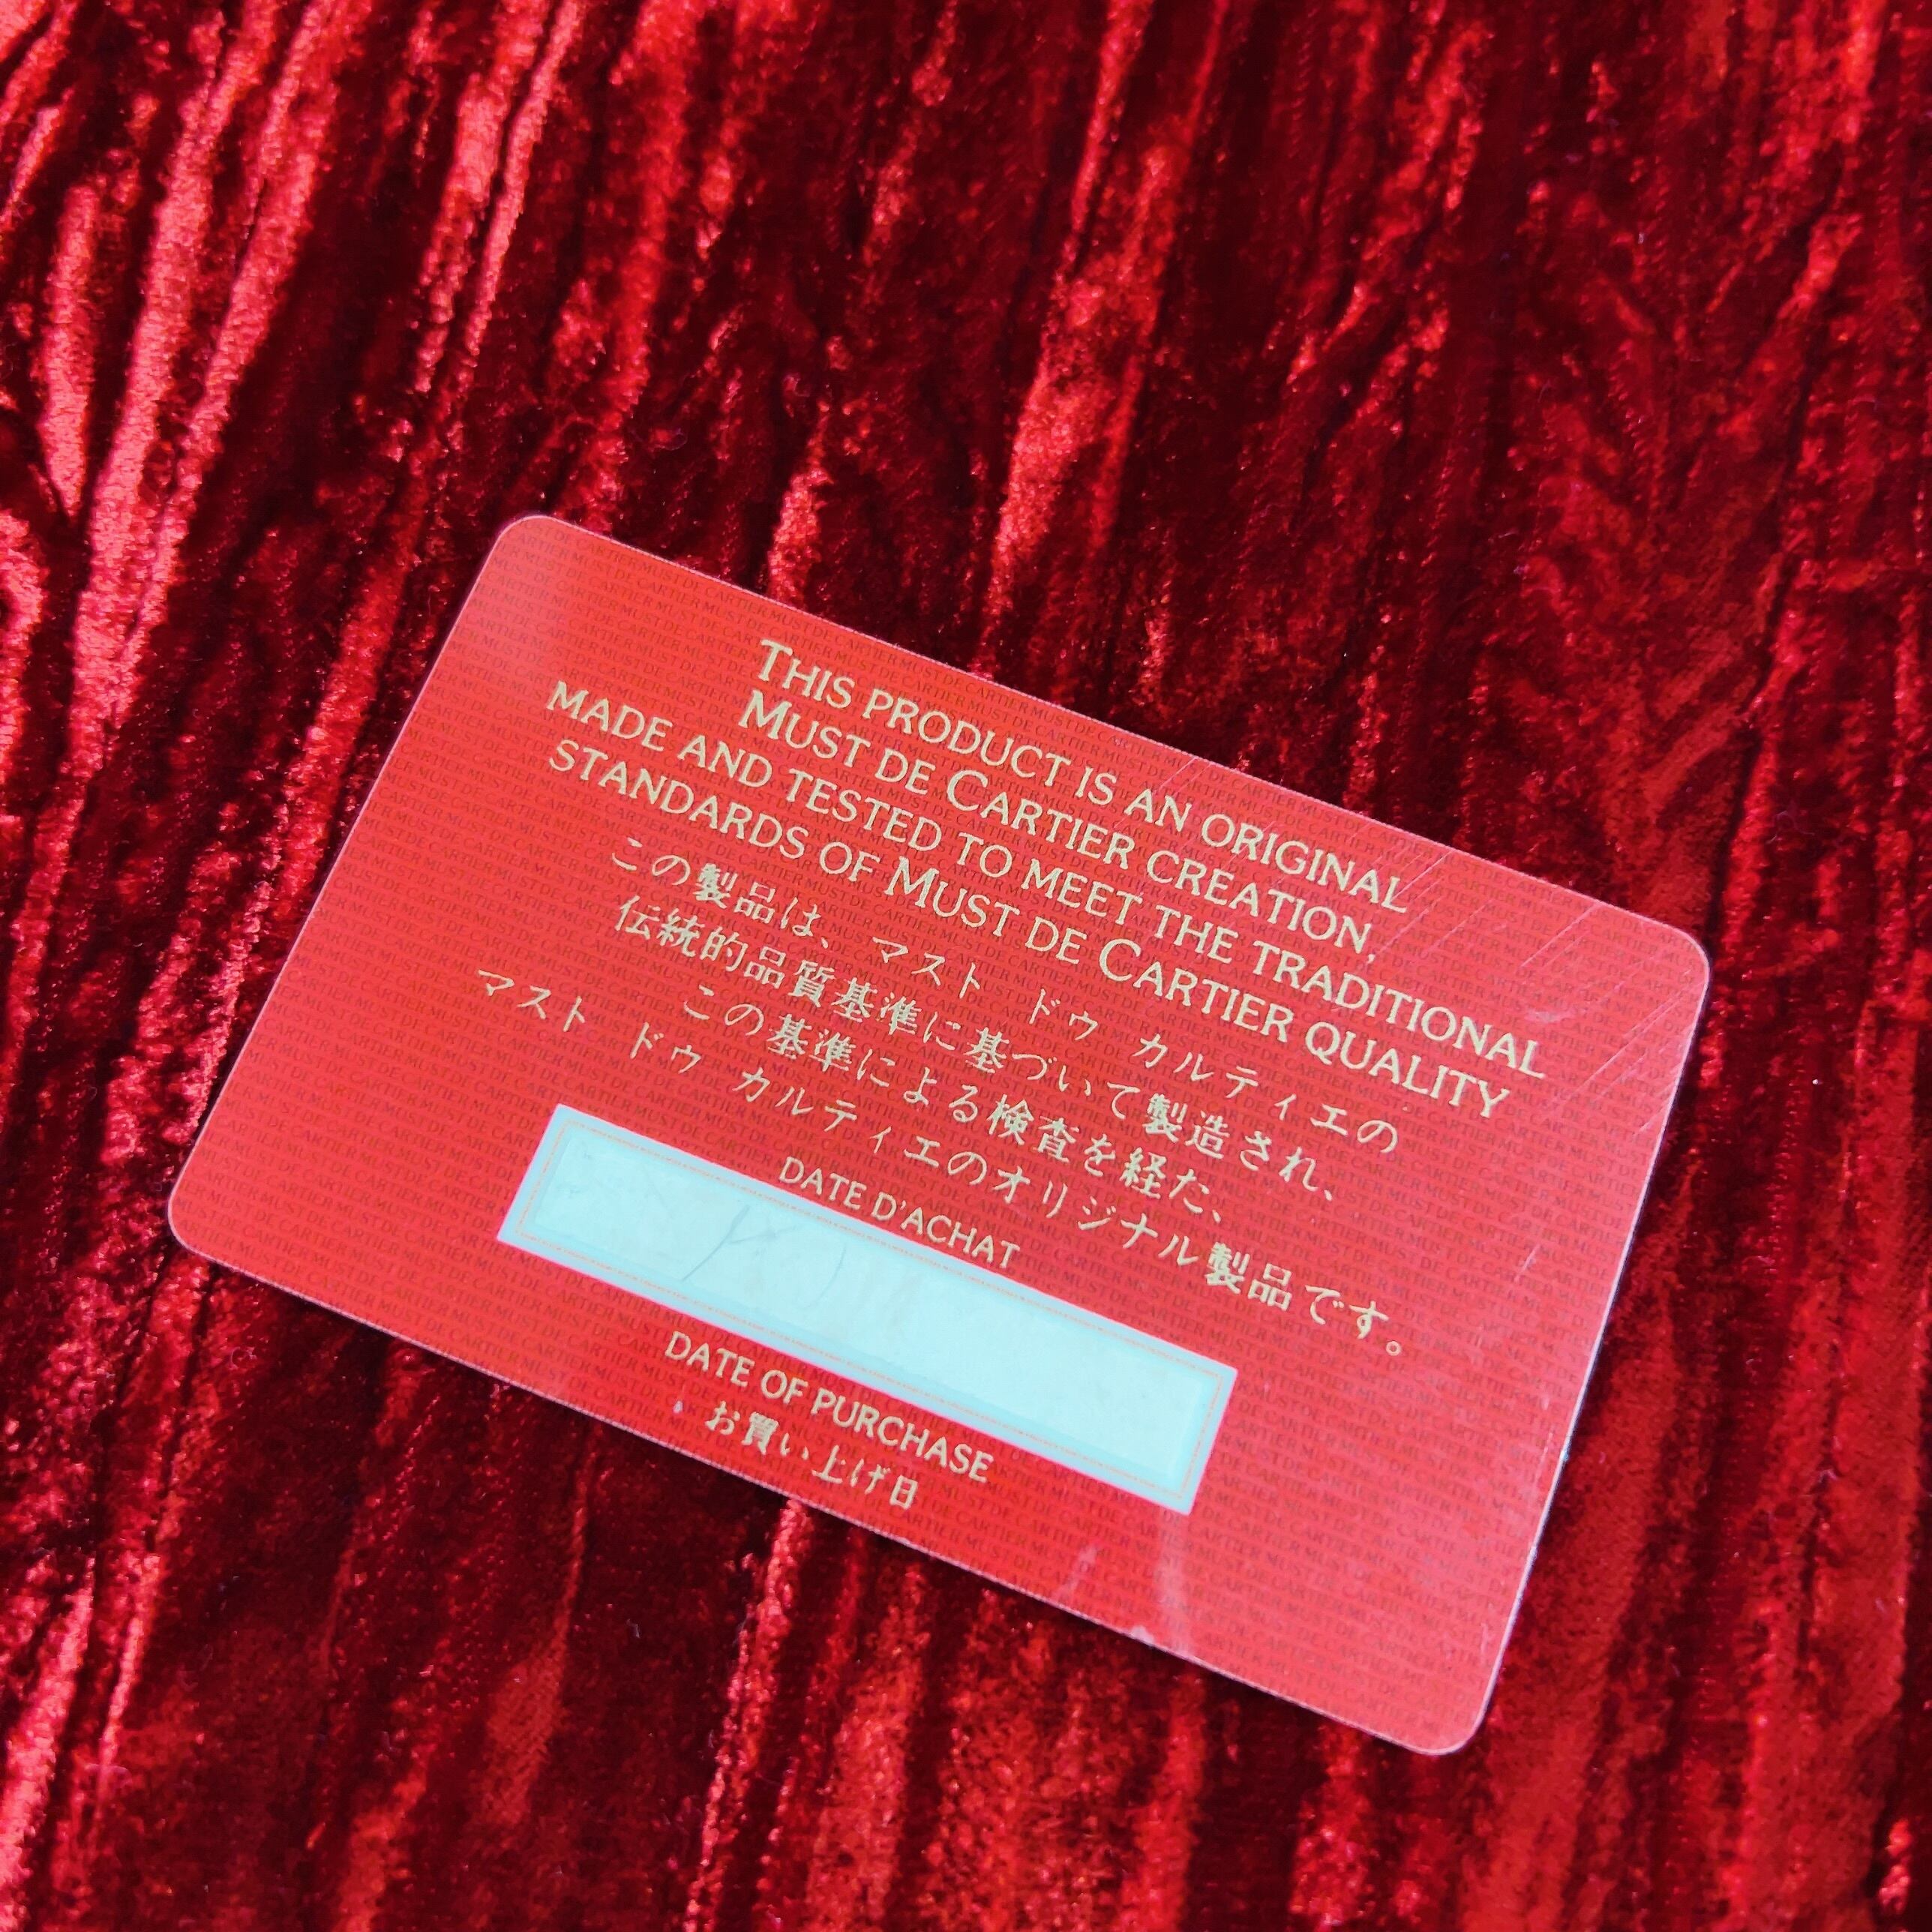 THIS PRODUCT IS AN ORIGINAL
MUST DE CARTIER CREATION,
MADE AND TESTED TO MEET THE TRADITIONAL
STANDARDS OF MUST DE CARTIER QUALITY
この製品は、マスト ドゥ カルティエの
伝統的品質基準に基づいて製造され、
この基準による検査を経た、
マスト ドゥ カルティエのオリジナル製品です。
DATE D'ACHAT
DATE OF PURCHASE
お買い上げ日